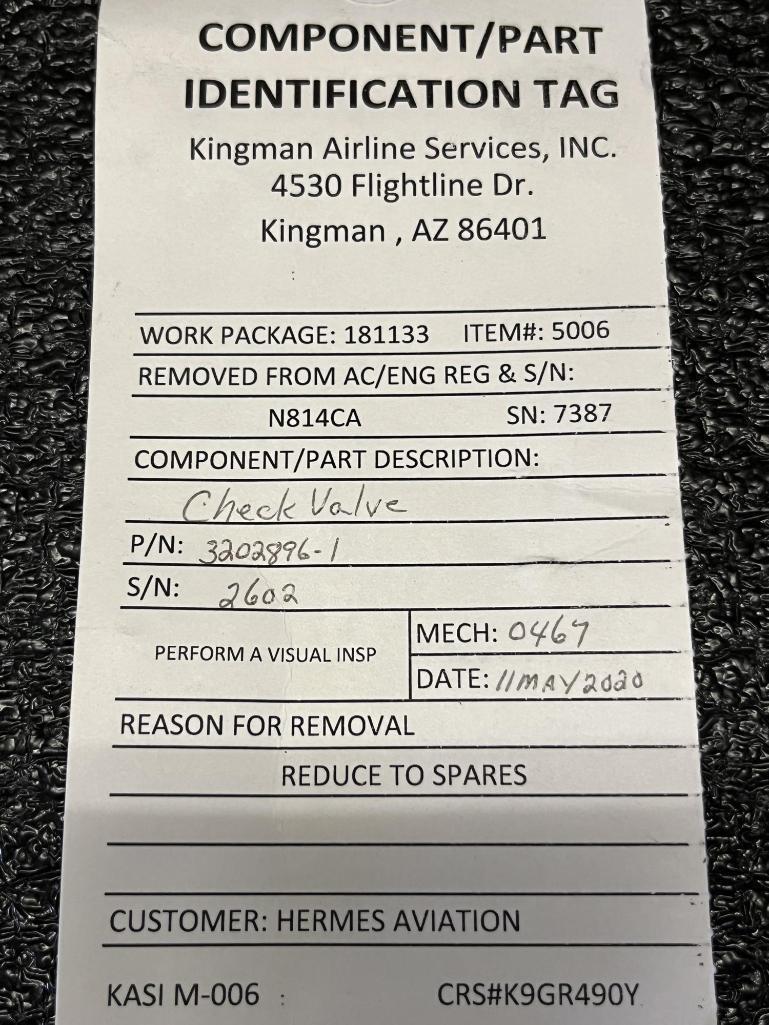 COMPONENT/PART
IDENTIFICATION TAG
Kingman Airline Services, INC.
4530 Flightline Dr.
Kingman , AZ 86401
WORK PACKAGE: 181133 ITEM#: 5006
REMOVED FROM AC/ENG REG & S/N:
N814CA SN: 7387
COMPONENT/PART DESCRIPTION:
Check Valve
P/N: 3202896-1
S/N: 2602
PERFORM A VISUAL INSP
MECH: 0467
DATE: 11MAY2020
REASON FOR REMOVAL
REDUCE TO SPARES
CUSTOMER: HERMES AVIATION
KASI M-006 : CRS#K9GR490Y